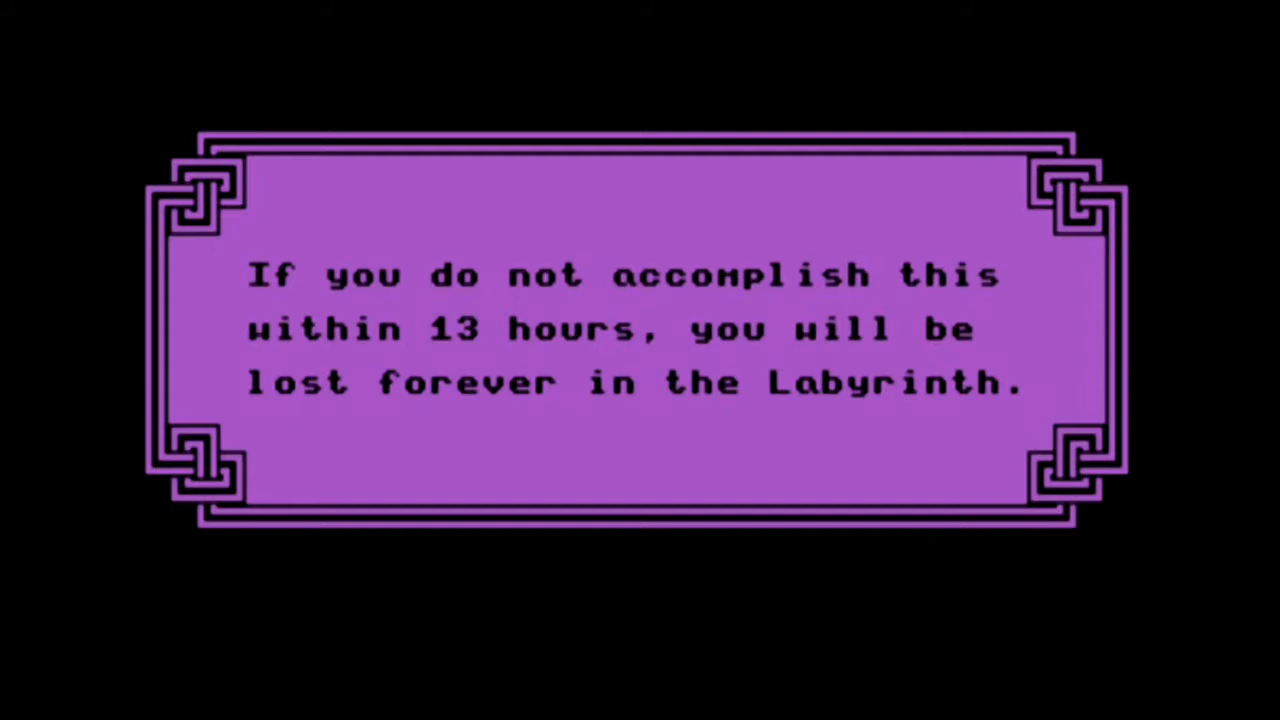 If you do not accomplish this
within 13 hours, you will be
lost forever in the Labyrinth.